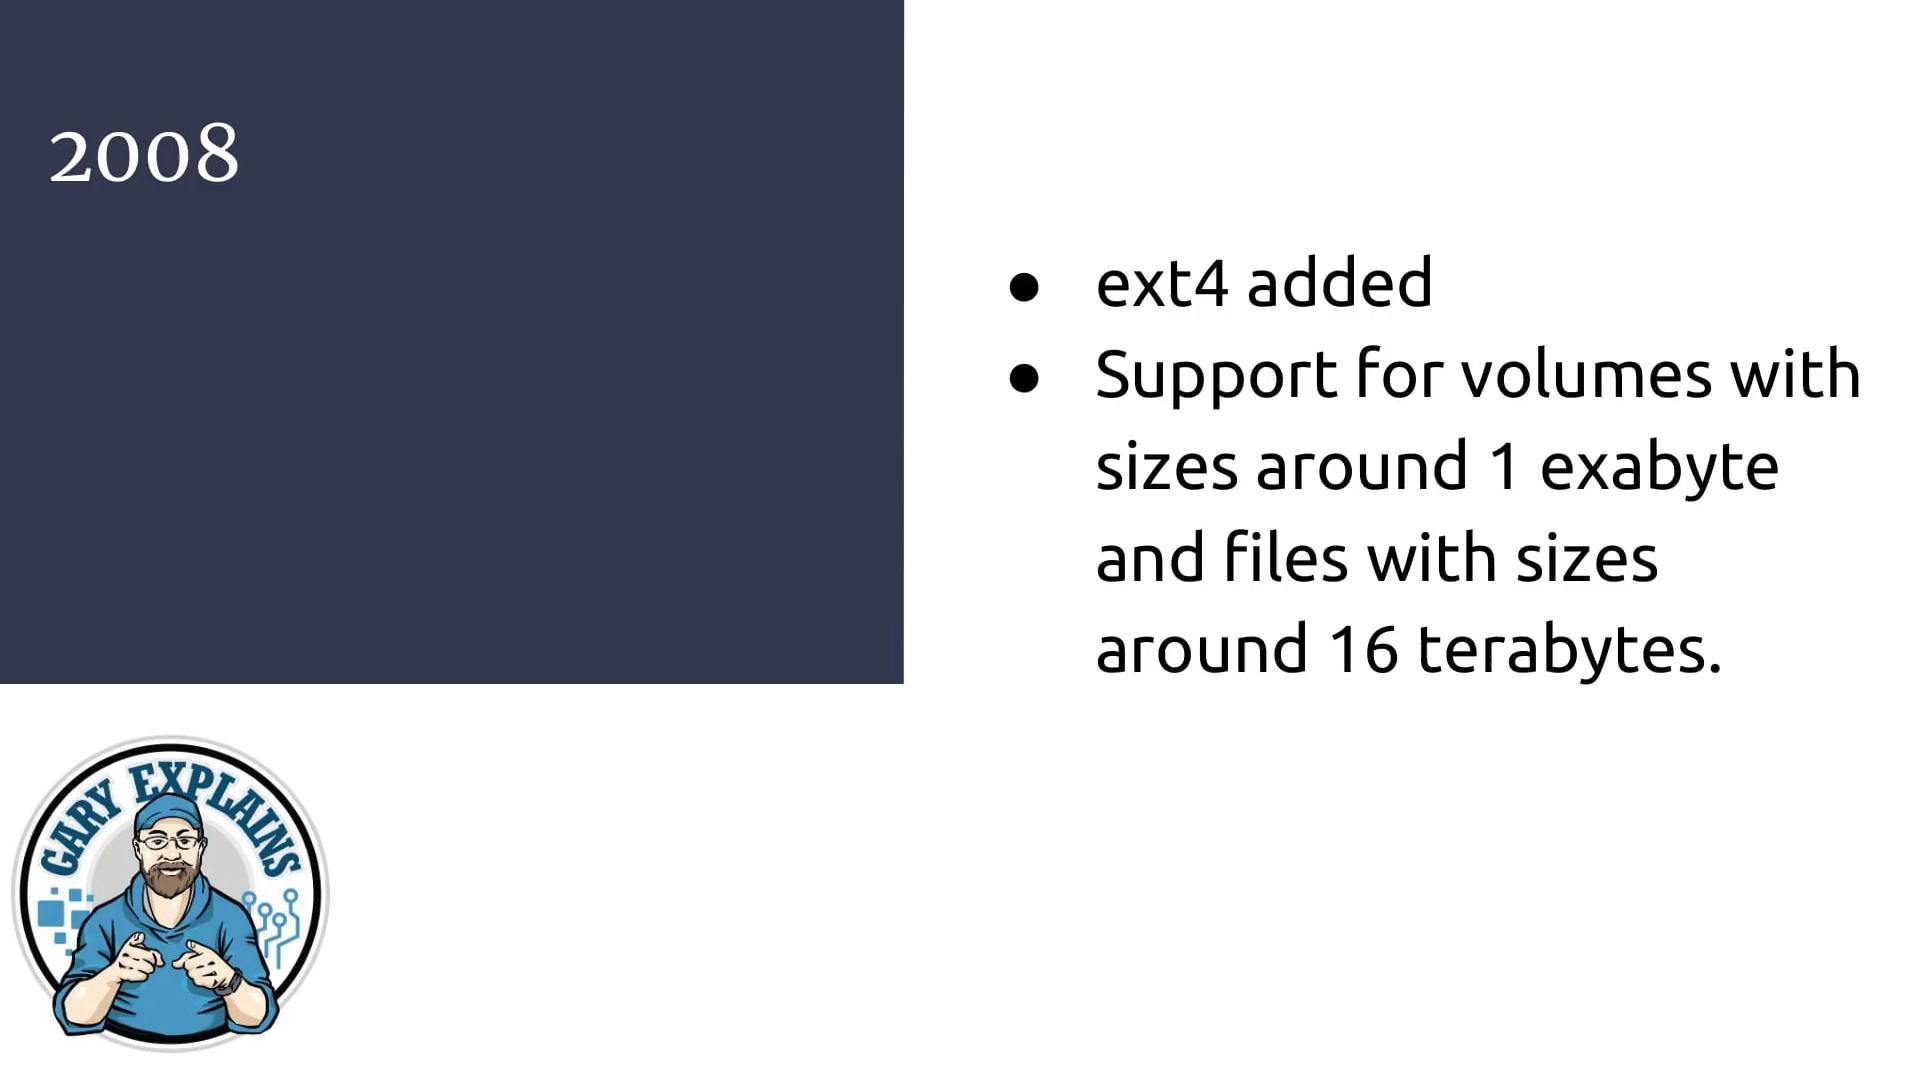 2008
● ext4 added
● Support for volumes with
sizes around 1 exabyte
and files with sizes
around 16 terabytes.
GARY EXPLAINS